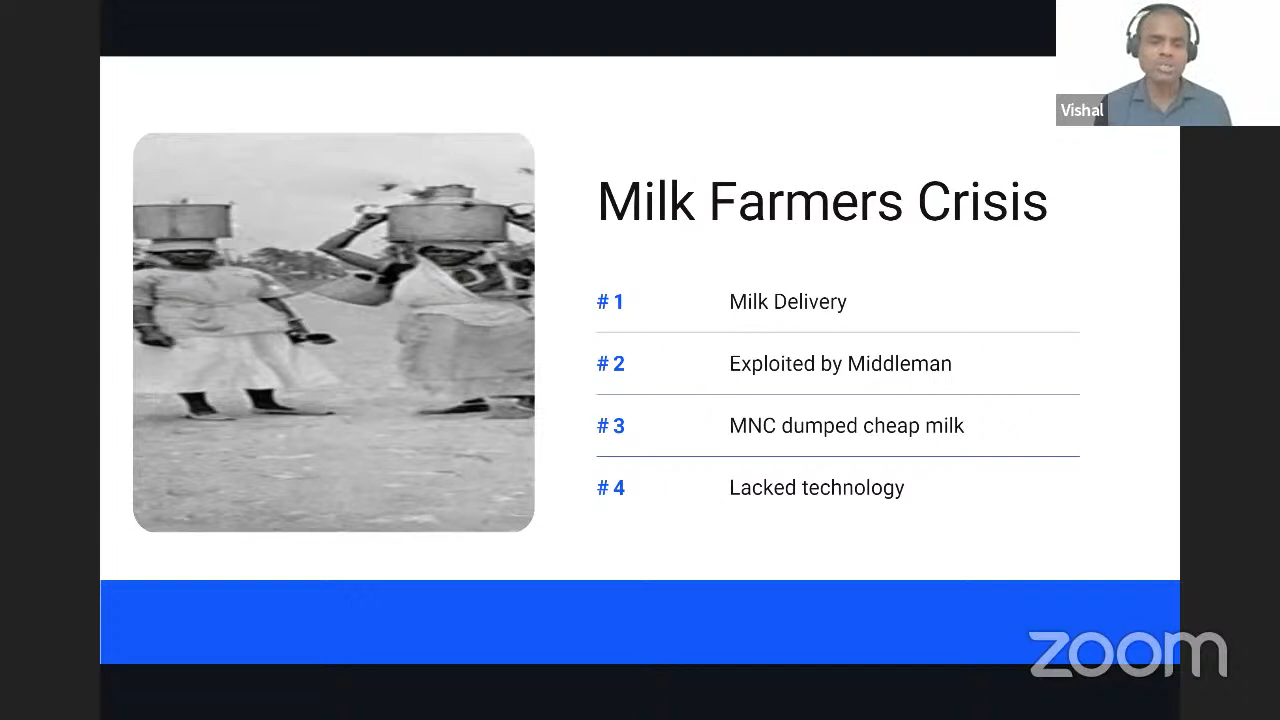 Vishal
Milk Farmers Crisis
# 1 Milk Delivery
# 2 Exploited by Middleman
# 3 MNC dumped cheap milk
# 4 Lacked technology
zoom